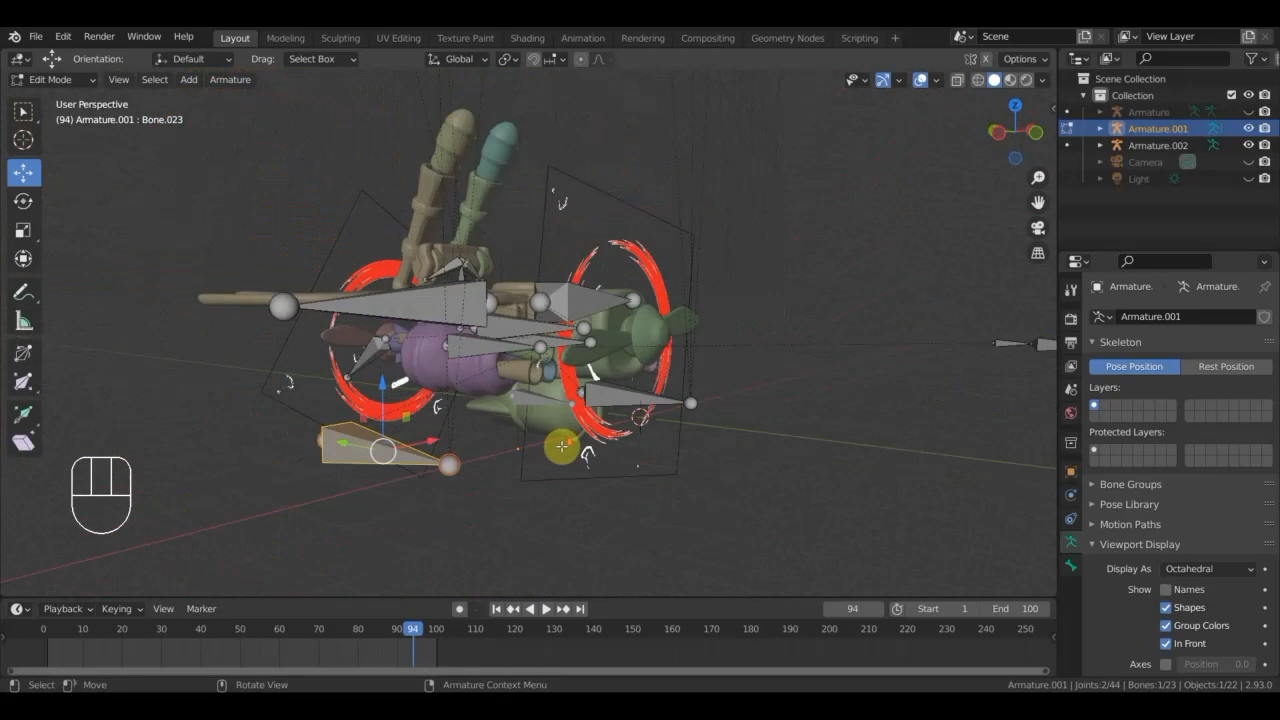 File Edit Render Window Help Layout Modeling Sculpting UV Editing Texture Paint Shading Animation Rendering Compositing Geometry Nodes Scripting + Scene View Layer
Orientation: Default Drag: Select Box Global Options
Edit Mode View Select Add Armature
User Perspective
(94) Armature.001 : Bone.023
Z
Scene Collection
Collection
Armature
Armature.001
Armature.002
Camera
Light
Armature. Armature.
Armature.001
Skeleton
Pose Position Rest Position
Layers:
Protected Layers:
Bone Groups
Pose Library
Motion Paths
Viewport Display
Display As Octahedral
Show Names
Shapes
Group Colors
In Front
Axes Position 0.0
Playback Keying View Marker 94 Start 1 End 100
0 10 20 30 40 50 60 70 80 94 100 110 120 130 140 150 160 170 180 190 200 210 220 230 240 250
Select Move Rotate View Armature Context Menu Armature.001 | Joints:2/44 | Bones:1/23 | Objects:1/22 | 2.93.0